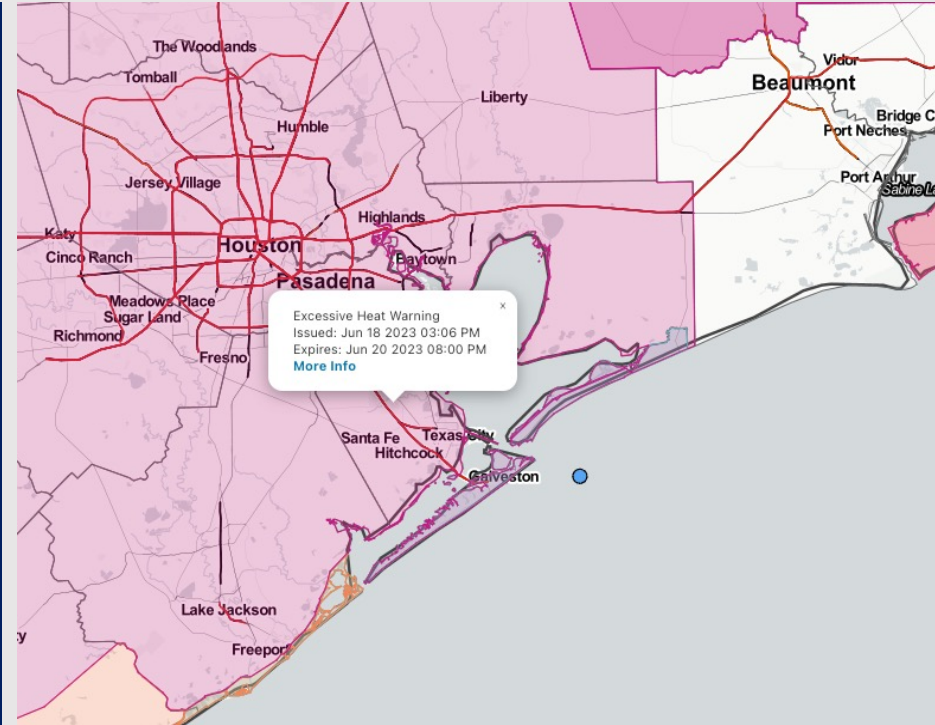 The Woodlands
Tomball
Vidor
Beaumont
Liberty
Bridge C
Humble
Port Neches
Jersey Village
Port Arthur
Sabine La
Highlands
Katy
Houston
Cinco Ranch
Baytown
Pasadena
Meadows Place
Sugar Land
Richmond
Fresno
×
Excessive Heat Warning
Issued: Jun 18 2023 03:06 PM
Expires: Jun 20 2023 08:00 PM
More Info
Santa Fe
Texas City
Hitchcock
Galveston
Lake Jackson
y
Freeport